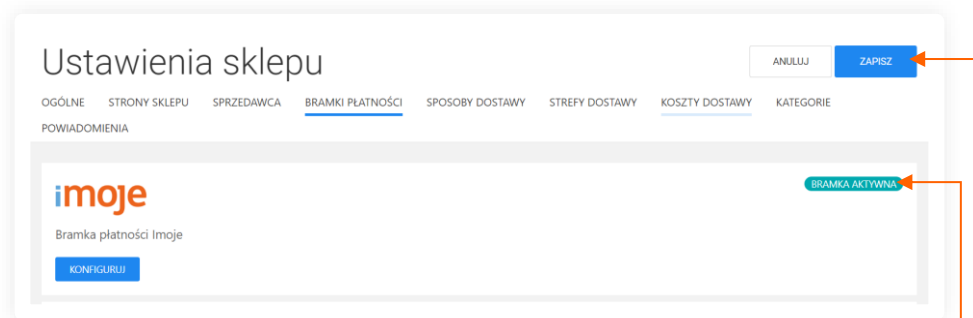 Ustawienia sklepu
ANULUJ
ZAPISZ
OGÓLNE STRONY SKLEPU SPRZEDAWCA BRAMKI PŁATNOŚCI SPOSOBY DOSTAWY STREFY DOSTAWY KOSZTY DOSTAWY KATEGORIE
POWIADOMIENIA
imoje
BRAMKA AKTYWNA
Bramka płatności Imoje
KONFIGURUJ